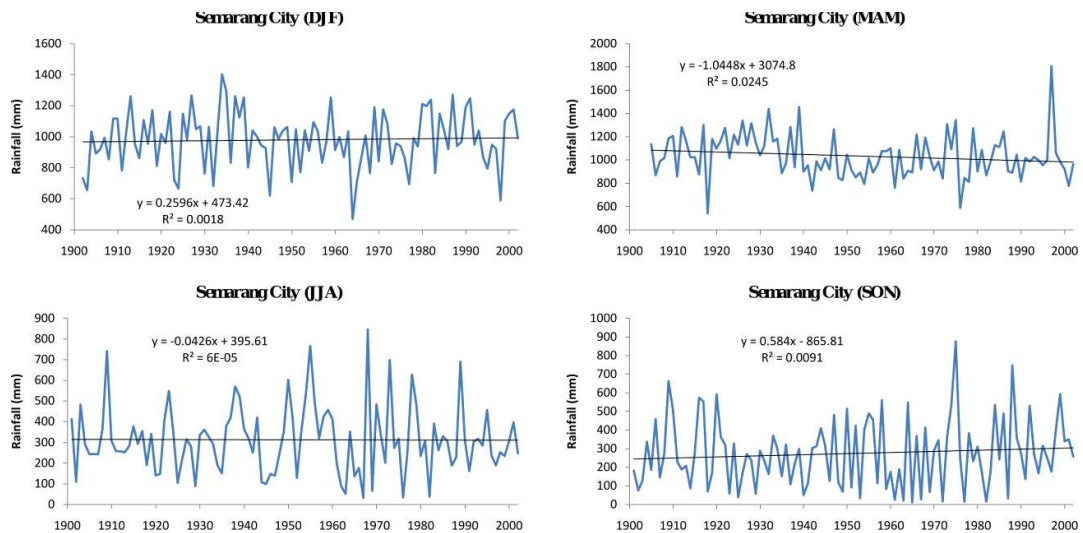 Semarang City (DJF)
1600
1400
1200
1000
800
600
400
Rainfall (mm)
y = 0.2596x + 473.42
R² = 0.0018
1900 1910 1920 1930 1940 1950 1960 1970 1980 1990 2000
Semarang City (MAM)
2000
1800
1600
1400
1200
1000
800
600
400
Rainfall (mm)
y = -1.0448x + 3074.8
R² = 0.0245
1900 1910 1920 1930 1940 1950 1960 1970 1980 1990 2000
Semarang City (JJA)
900
800
700
600
500
400
300
200
100
0
Rainfall (mm)
y = -0.0426x + 395.61
R² = 6E-05
1900 1910 1920 1930 1940 1950 1960 1970 1980 1990 2000
Semarang City (SON)
1000
900
800
700
600
500
400
300
200
100
0
Rainfall (mm)
y = 0.584x - 865.81
R² = 0.0091
1900 1910 1920 1930 1940 1950 1960 1970 1980 1990 2000